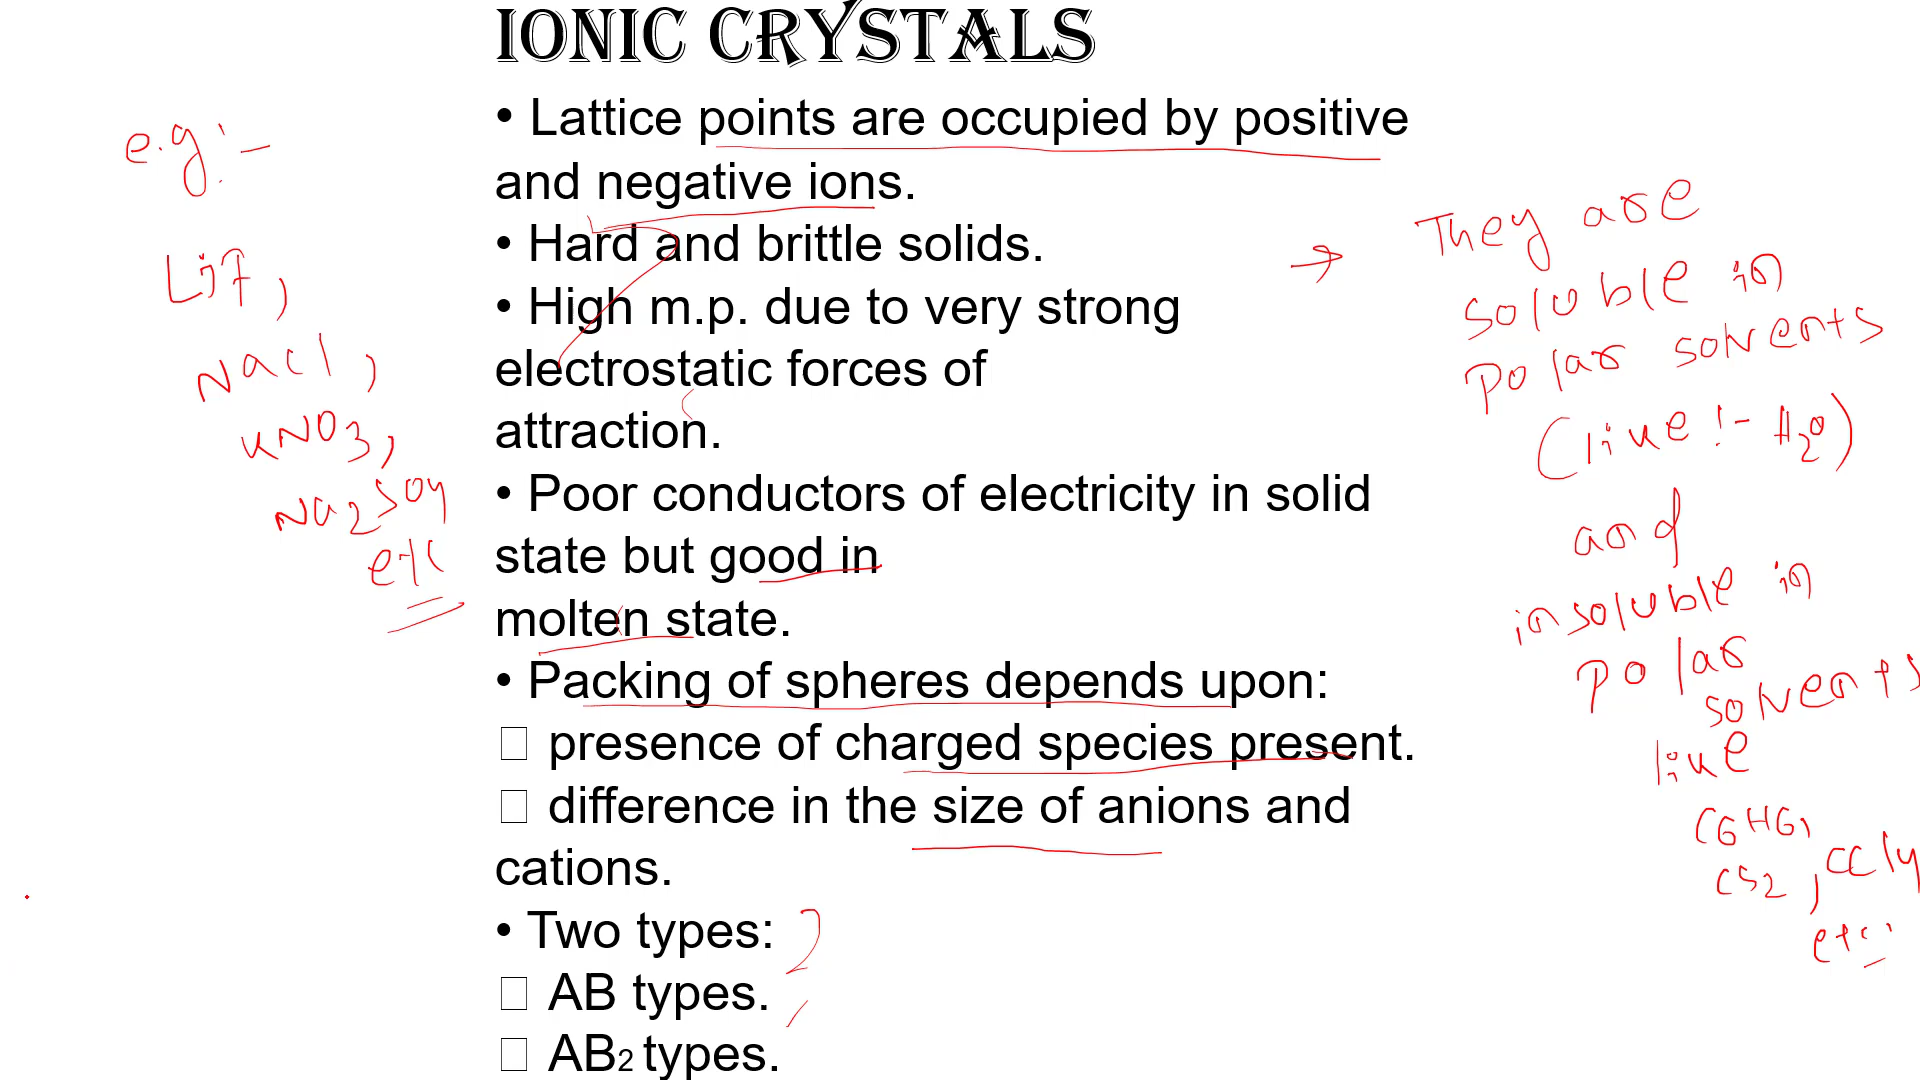 IONIC CRYSTALS
• Lattice points are occupied by positive
and negative ions.
• Hard and brittle solids.
• High m.p. due to very strong
electrostatic forces of
attraction.
• Poor conductors of electricity in solid
state but good in
molten state.
• Packing of spheres depends upon:
□ presence of charged species present.
□ difference in the size of anions and
cations.
• Two types:
□ AB types.
□ AB2 types.
e.g:-
LiF,
NaCl,
KNO3,
Na2SO4
etc
→ They are
soluble in
polar solvents
(like:- H2O)
and
insoluble in
polar
solvents
like
C6H6,
CS2, CCl4
etc.